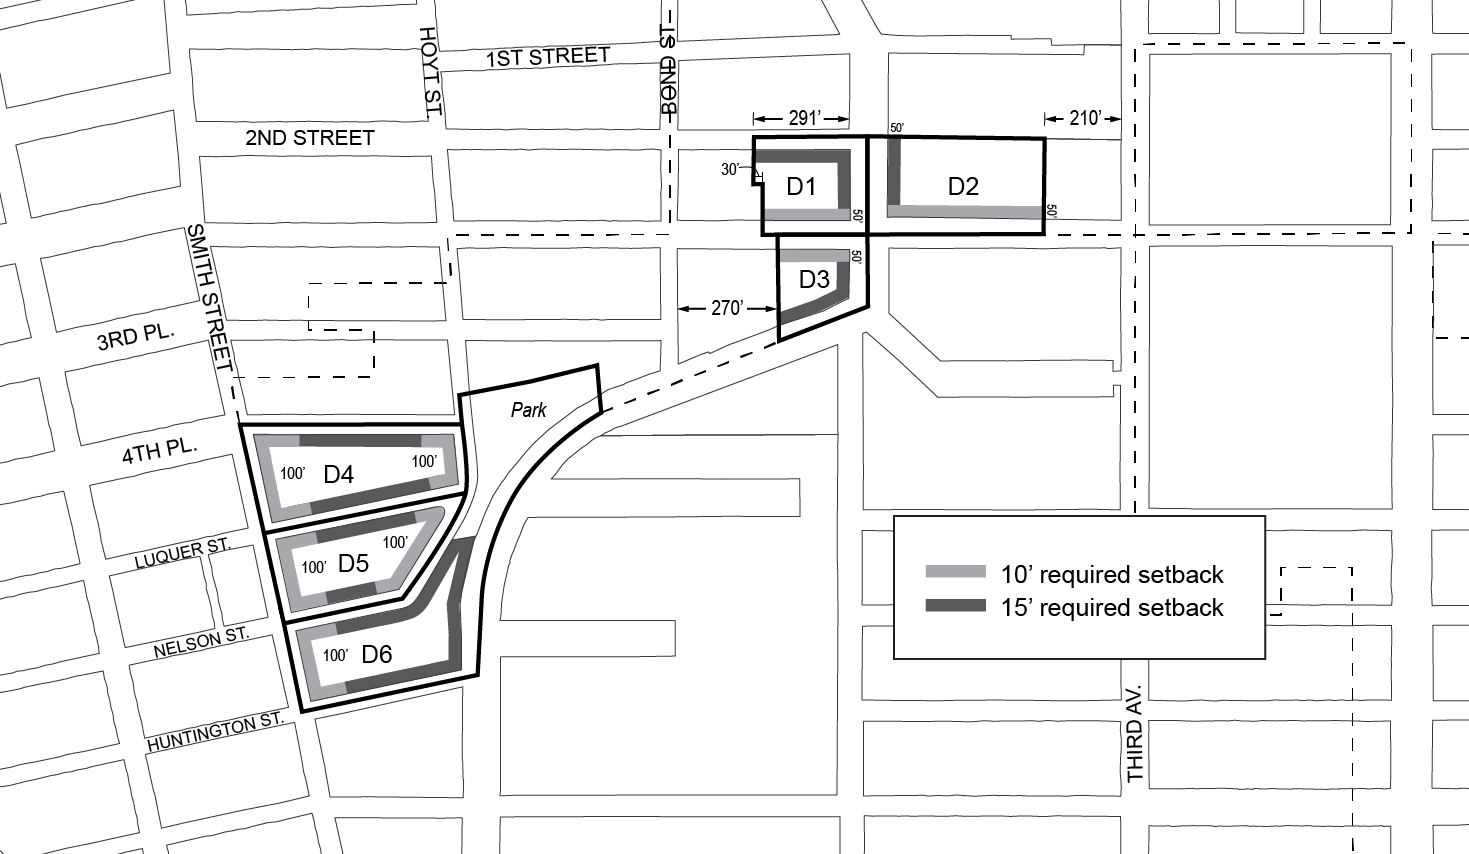 HOYT ST.
1ST STREET
BOND ST
2ND STREET
291’
50’
210’
30’
D1
D2
50’
50’
SMITH STREET
50’
D3
270’
3RD PL.
Park
4TH PL.
100’
D4
100’
LUQUER ST.
100’
D5
100’
10’ required setback
15’ required setback
NELSON ST.
100’
D6
HUNTINGTON ST.
THIRD AV.